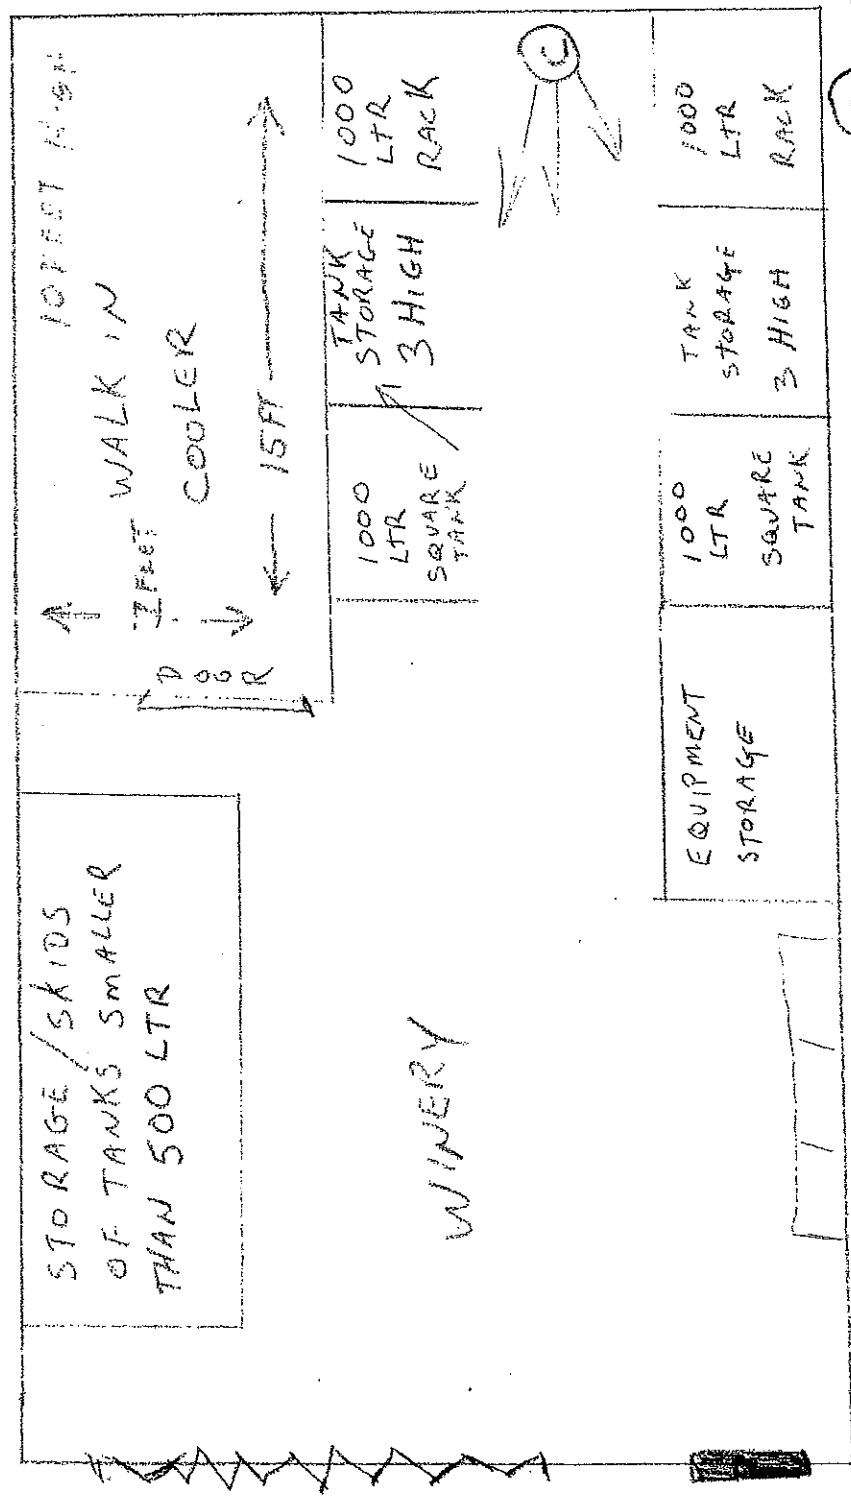 STORAGE/SKIDS
OF TANKS SMALLER
THAN 500 LTR
WINERY
10 FEET HIGH
WALK IN
7 FEET
COOLER
DOOR
15 FT
1000
LTR
SQUARE
TANK
TANK
STORAGE
3 HIGH
1000
LTR
RACK
C
EQUIPMENT
STORAGE
1000
LTR
SQUARE
TANK
TANK
STORAGE
3 HIGH
1000
LTR
RACK